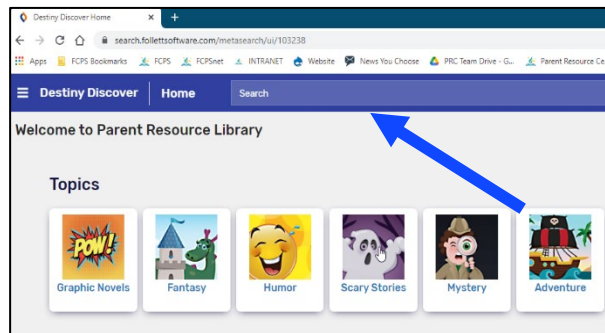 Destiny Discover Home
search.follettsoftware.com/metasearch/ui/103238
Apps FCPS Bookmarks FCPS FCPSnet INTRANET Website News You Choose PRC Team Drive - G... Parent Resource Ce
Destiny Discover Home Search
Welcome to Parent Resource Library
Topics
POW!
Graphic Novels Fantasy Humor Scary Stories Mystery Adventure